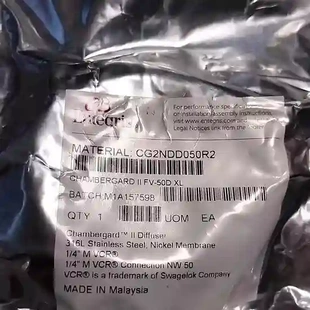 Entegris
For performance specifications
or installation/assembly instructions,
visit www.entegris.com
Legal Notices link from the
MATERIAL: CG2NDD050R2
CHAMBERGARD II FV-50D XL
BATCH: M1A157598
QTY 1 UOM EA
Chambergard™ II Diffuser
316L Stainless Steel, Nickel Membrane
1/4" M VCR®
1/4" M VCR® Connection NW 50
VCR® is a trademark of Swagelok Company
MADE IN Malaysia